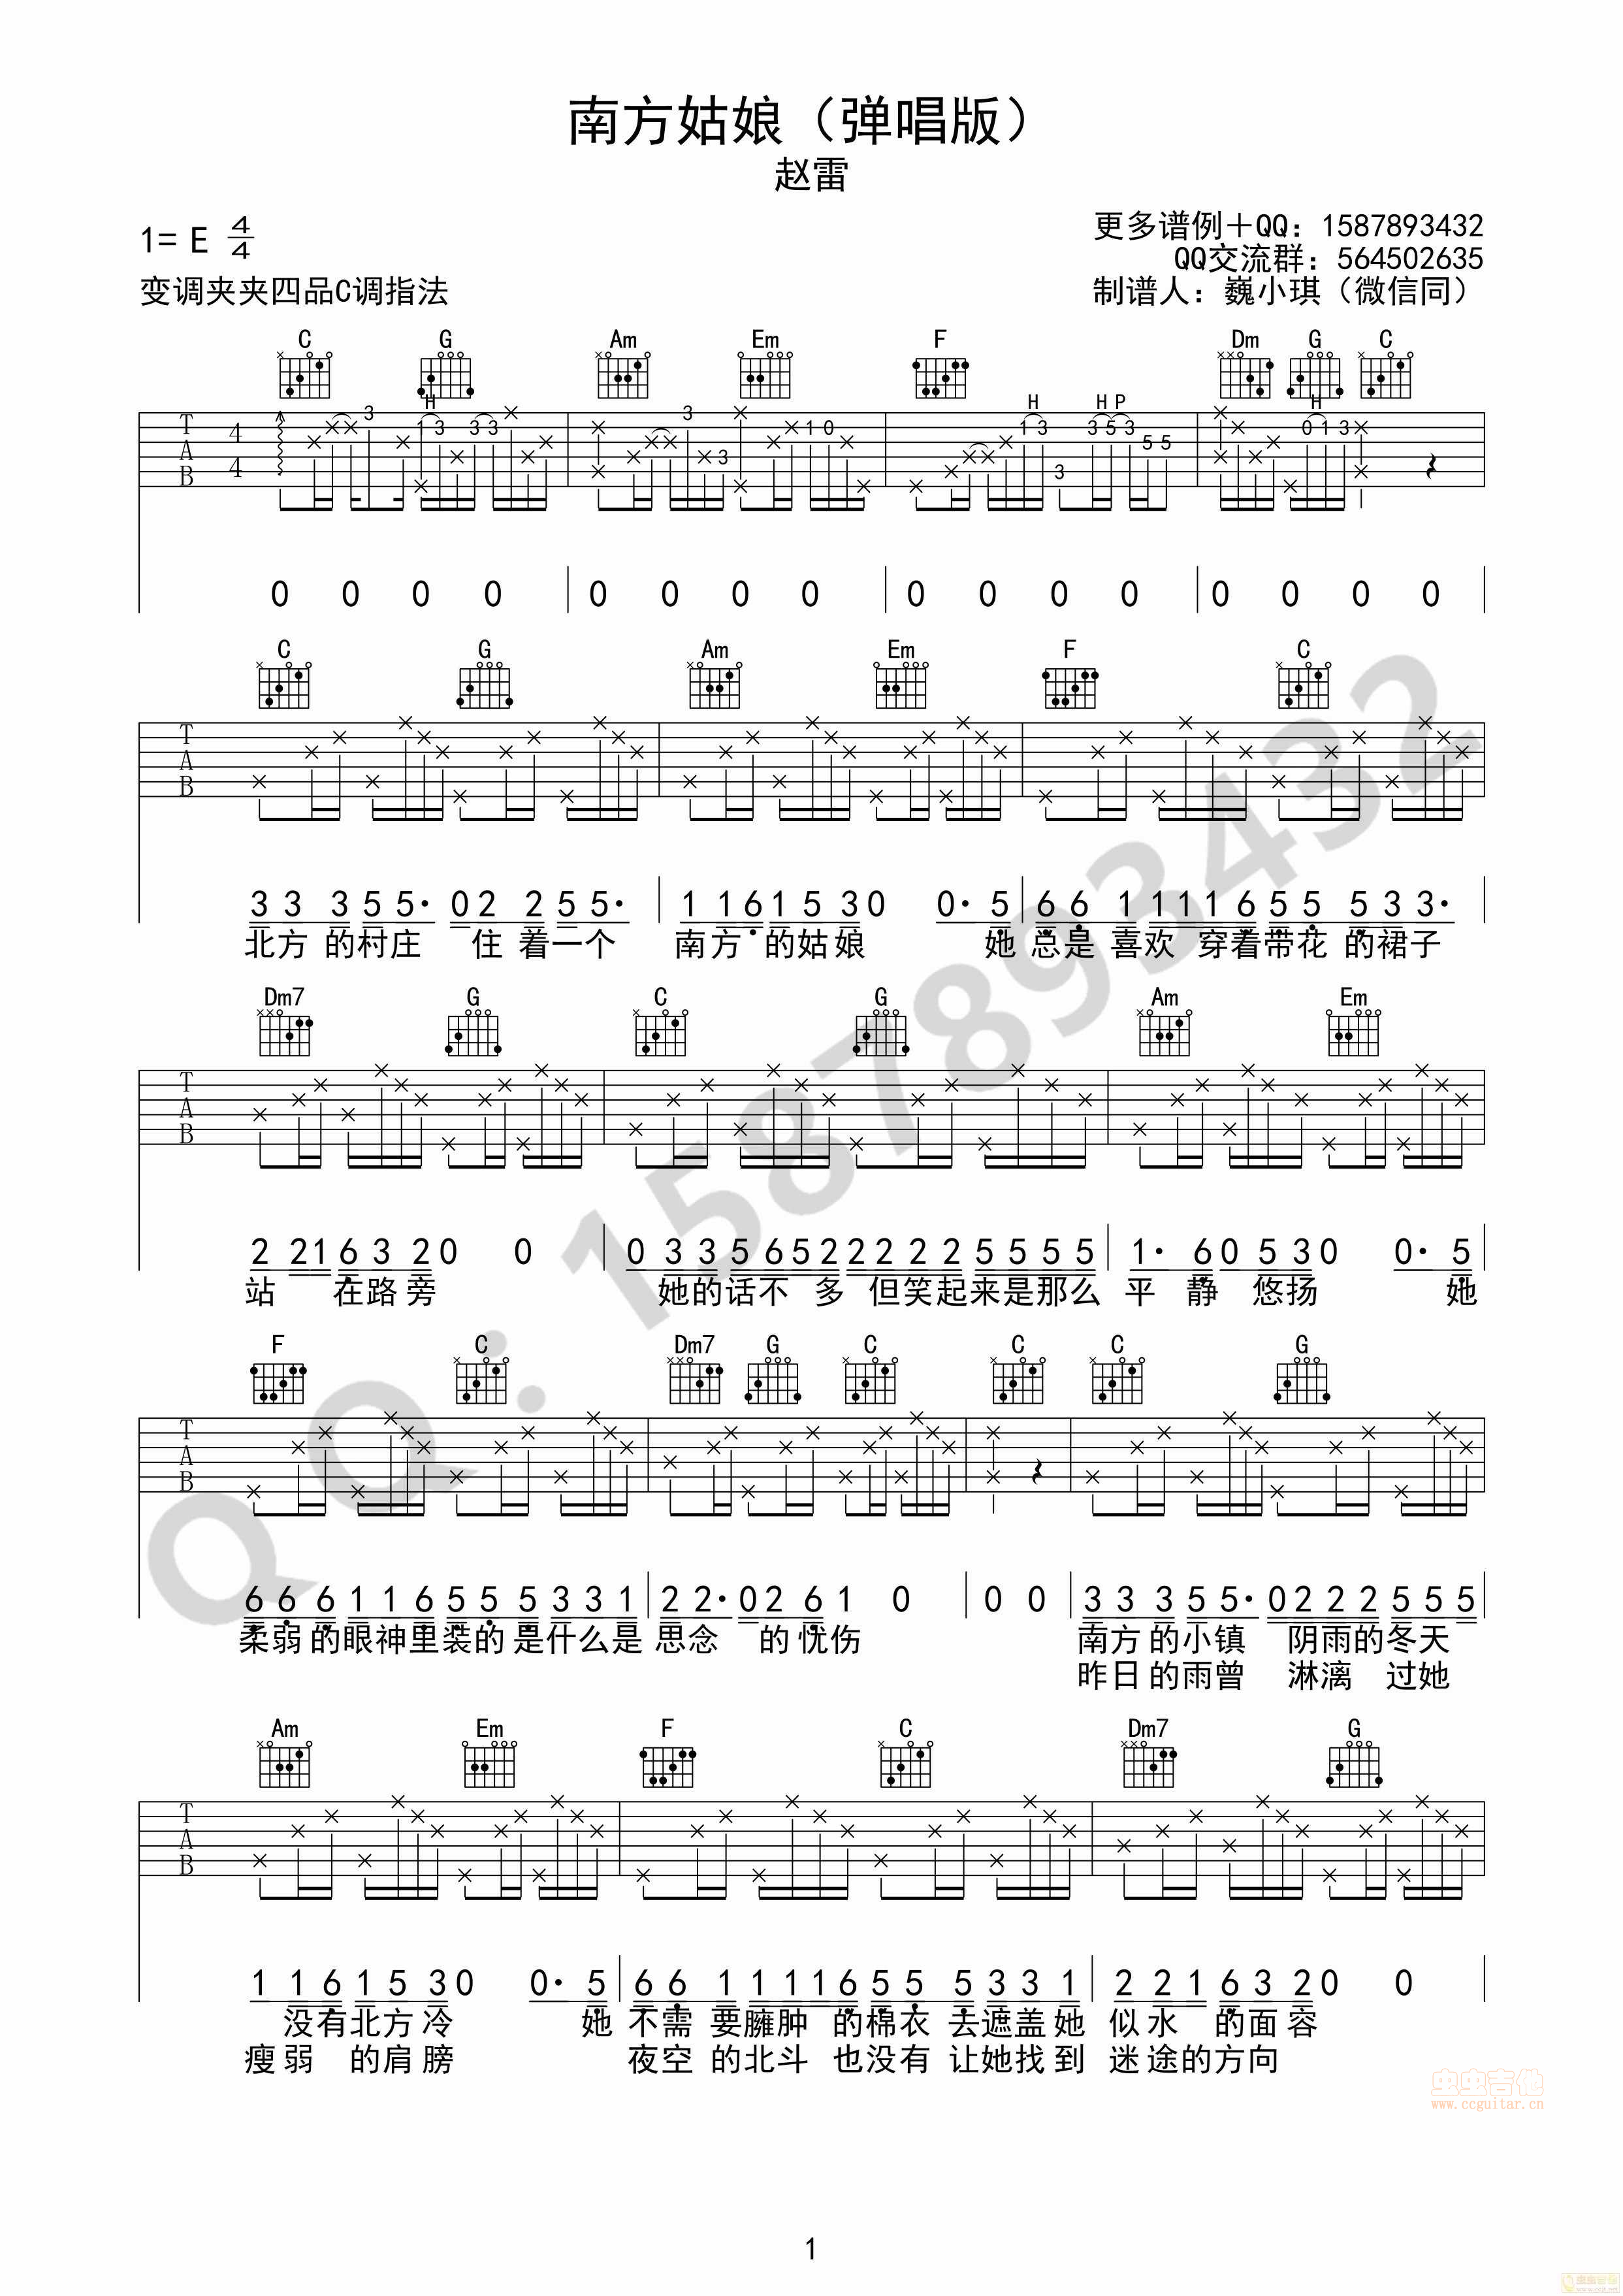 南方姑娘（弹唱版）
赵雷
1= E 4/4
更多谱例＋QQ：1587893432
QQ交流群：564502635
变调夹夹四品C调指法
制谱人：巍小琪（微信同）
C G Am Em F Dm G C
H H H P H
T A B 4 4 3 1 3 3 3 3 3 1 0 1 3 3 3 5 3 5 5 0 1 3
0 0 0 0 0 0 0 0 0 0 0 0 0 0 0 0
C G Am Em F C
T A B
3 3 3 5 5· 0 2 2 5 5· 1 1 6 1 5 3 0 0· 5 6 6 1 1 1 1 6 5 5 5 3 3·
北方 的村庄 住 着一个 南方 的姑娘 她 总是 喜欢 穿着带花 的裙子
Dm7 G C G Am Em
T A B
2 2 1 6 3 2 0 0 0 3 3 5 6 5 2 2 2 2 2 5 5 5 5 1· 6 0 5 3 0 0· 5
站 在路旁 她的话不 多 但笑起来是那么 平 静 悠扬 她
F C Dm7 G C C C G
T A B
6 6 6 1 1 6 5 5 5 3 3 1 2 2· 0 2 6 1 0 0 0 3 3 3 5 5· 0 2 2 2 5 5 5
柔弱 的眼神里装的 是什么是 思念 的 忧伤 南方 的小镇 阴雨的冬天
昨日 的雨曾 淋漓 过她
Am Em F C Dm7 G
T A B
1 1 6 1 5 3 0 0· 5 6 6 1 1 1 1 6 5 5 5 3 3 1 2 2 1 6 3 2 0 0
没有北方 冷 她 不需 要臃肿 的棉衣 去遮盖她 似水 的面容
瘦弱 的肩膀 夜空 的北斗 也没有 让她找到 迷途的方向
QQ：1587893432
虫虫吉他
www.ccguitar.cn
1